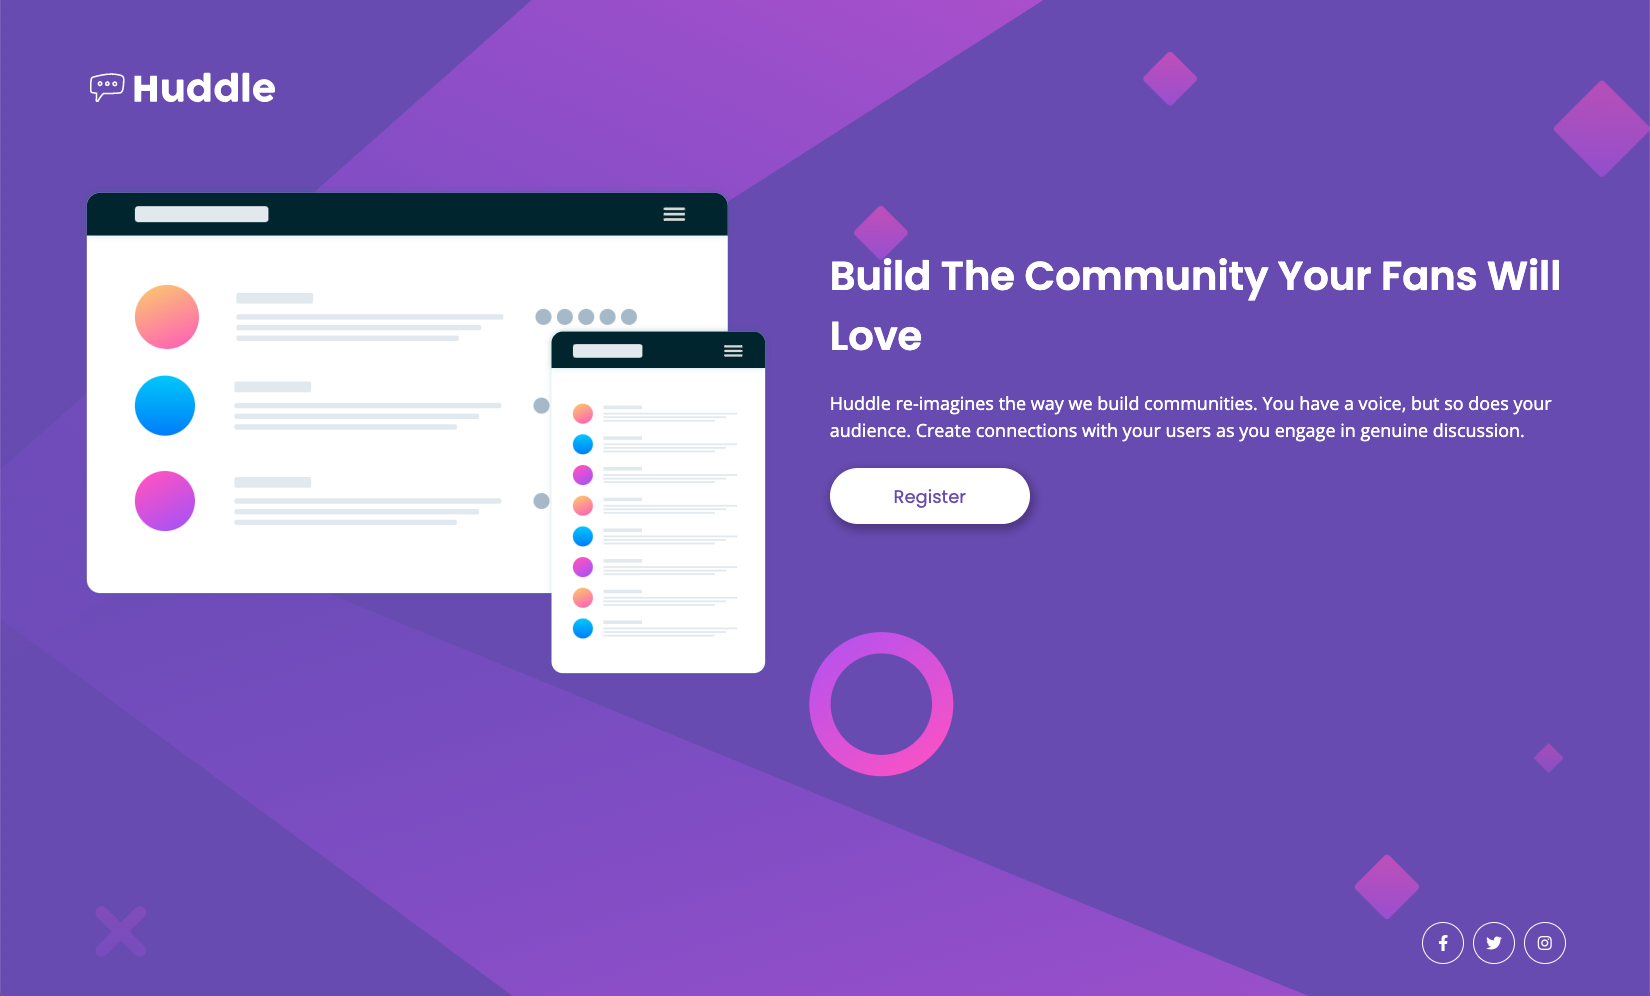 Huddle
Build The Community Your Fans Will
Love
Huddle re-imagines the way we build communities. You have a voice, but so does your
audience. Create connections with your users as you engage in genuine discussion.
Register